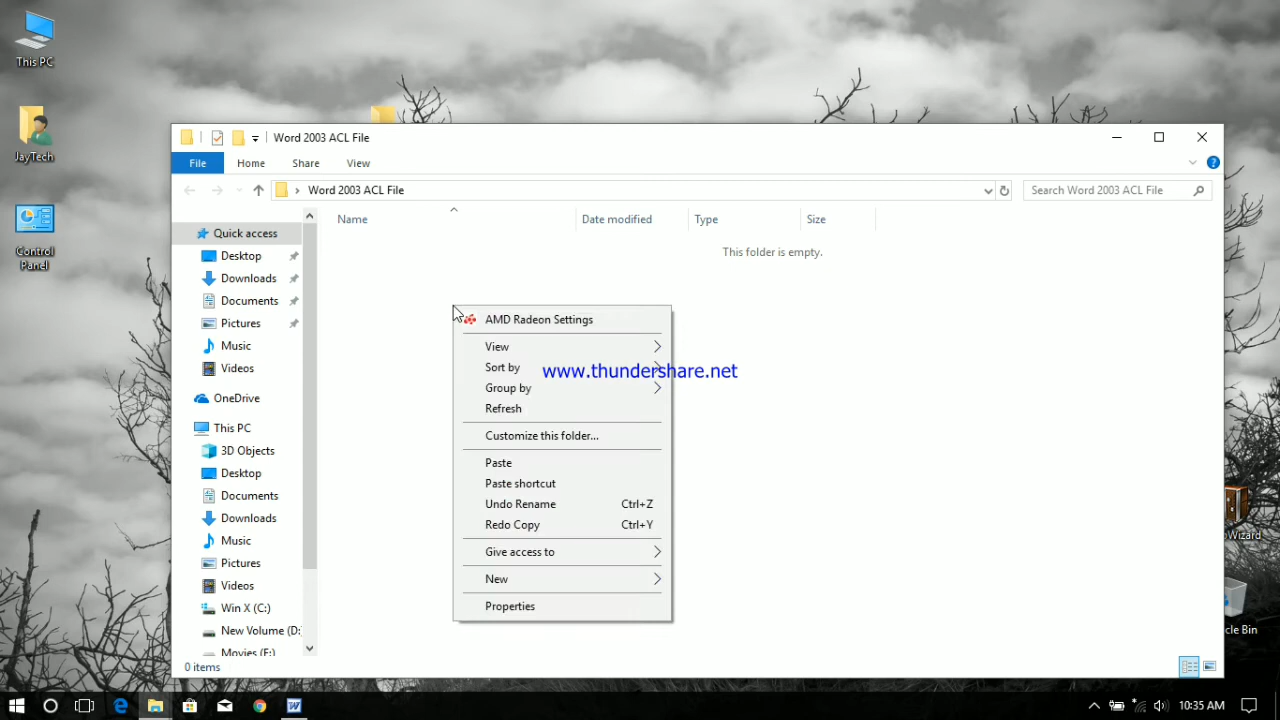 This PC
JayTech
Control
Panel
Word 2003 ACL File
File
Home
Share
View
Word 2003 ACL File
Search Word 2003 ACL File
Name
Date modified
Type
Size
This folder is empty.
Quick access
Desktop
Downloads
Documents
Pictures
Music
Videos
OneDrive
This PC
3D Objects
Desktop
Documents
Downloads
Music
Pictures
Videos
Win X (C:)
New Volume (D:
Movies (F:)
0 items
AMD Radeon Settings
View
Sort by
Group by
Refresh
Customize this folder...
Paste
Paste shortcut
Undo Rename Ctrl+Z
Redo Copy Ctrl+Y
Give access to
New
Properties
www.thundershare.net
Wizard
cle Bin
10:35 AM